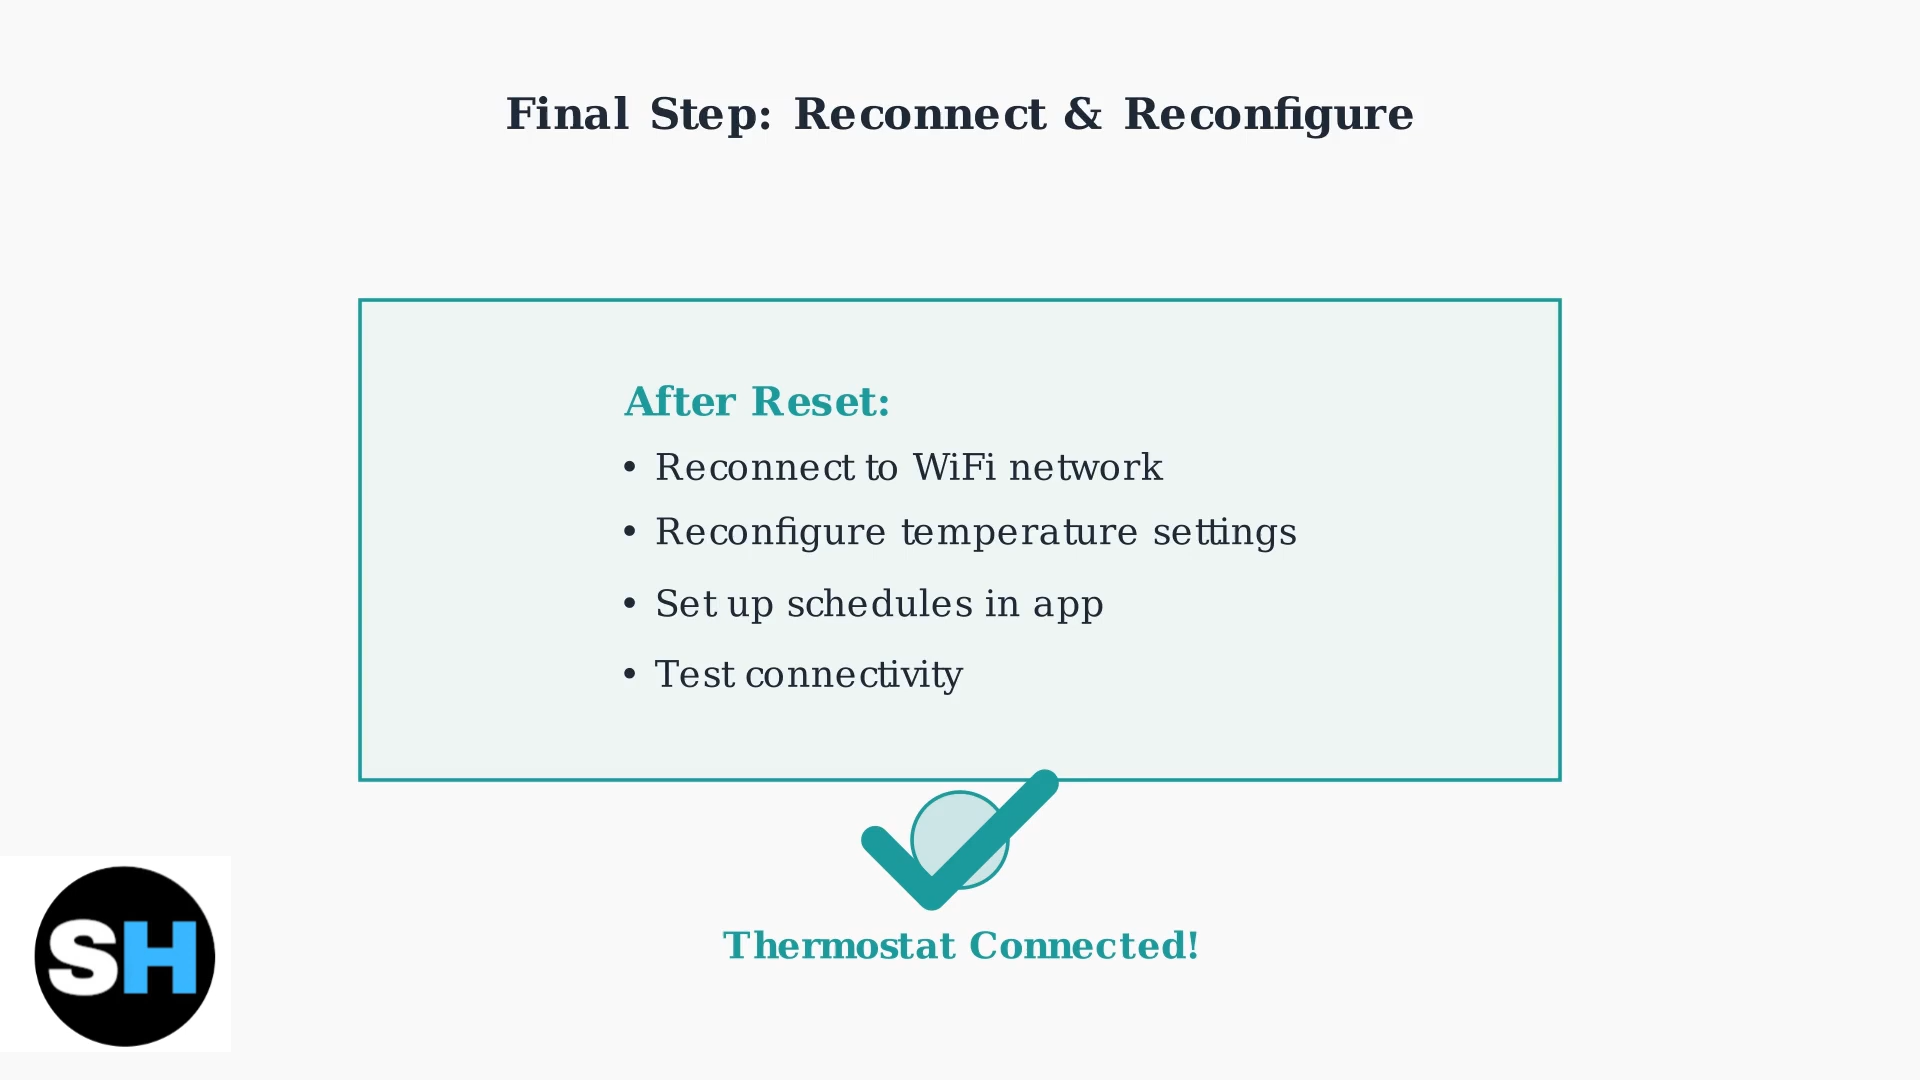 Final Step: Reconnect & Reconfigure
After Reset:
• Reconnect to WiFi network
• Reconfigure temperature settings
• Set up schedules in app
• Test connectivity
Thermostat Connected!
SH